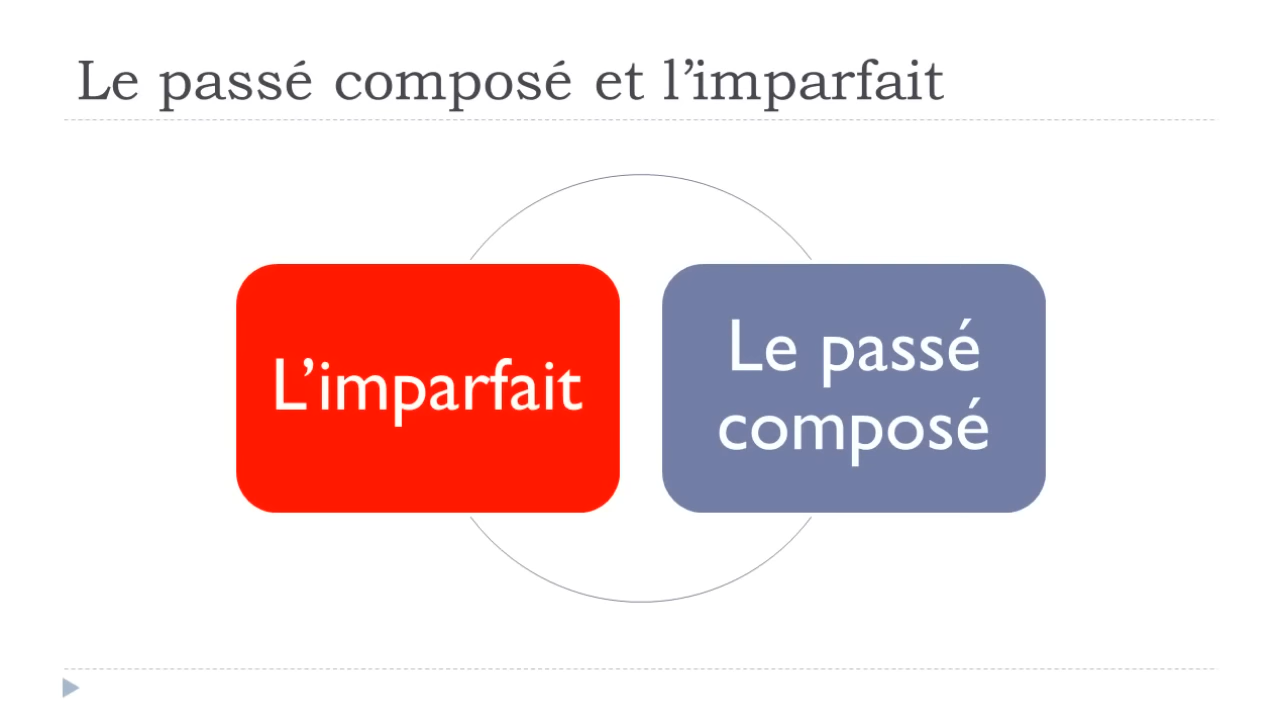 Le passé composé et l’imparfait
L’imparfait
Le passé
composé